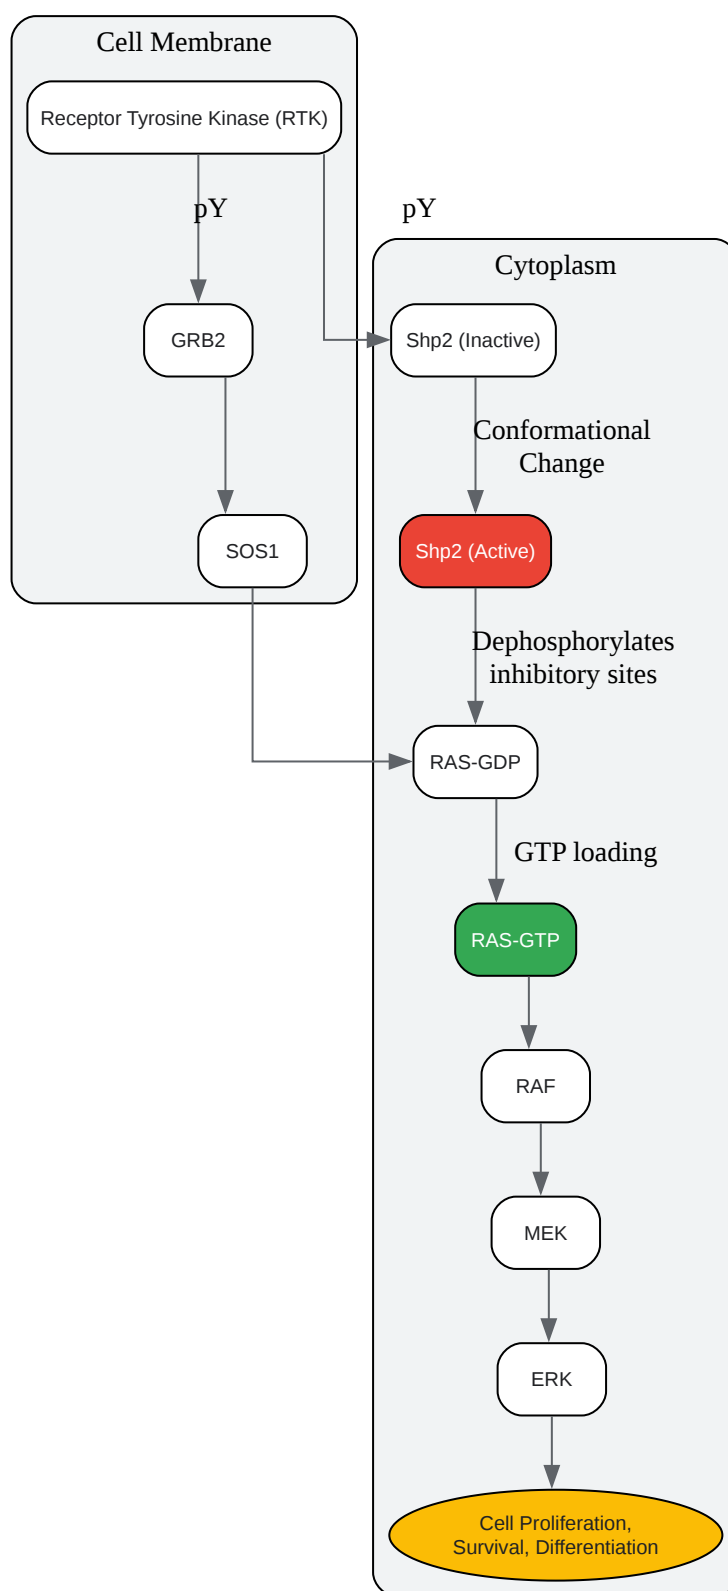 Cell Membrane
Receptor Tyrosine Kinase (RTK)
pY
pY
Cytoplasm
GRB2
Shp2 (Inactive)
Conformational
Change
SOS1
Shp2 (Active)
Dephosphorylates
inhibitory sites
RAS-GDP
GTP loading
RAS-GTP
RAF
MEK
ERK
Cell Proliferation,
Survival, Differentiation